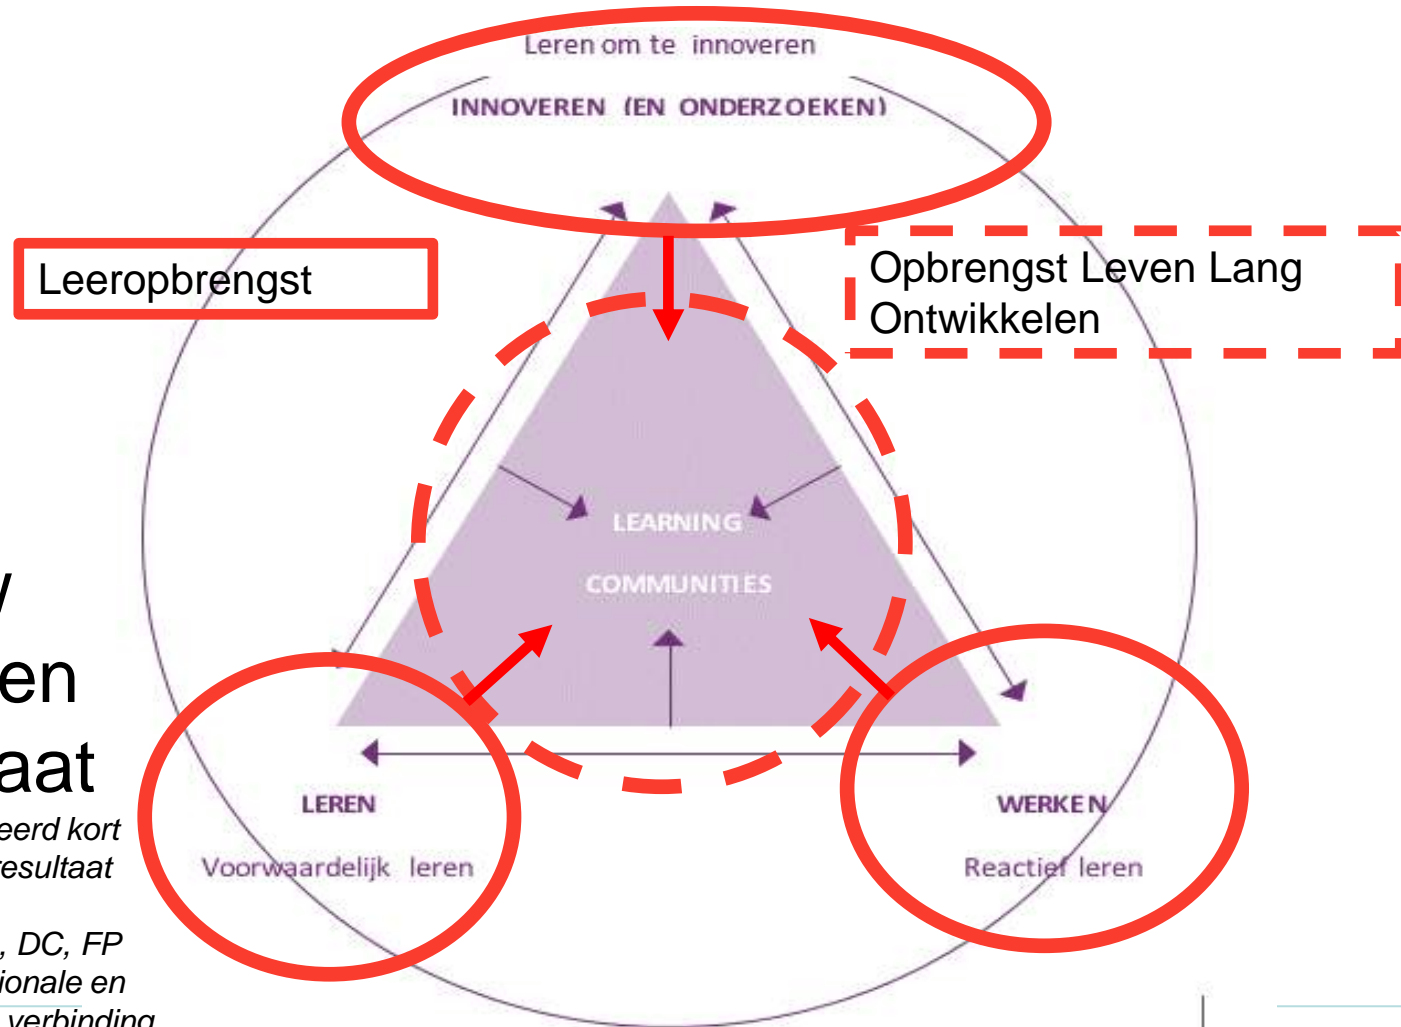 Leren om te innoveren
INNOVEREN (EN ONDERZOEKEN)
Leeropbrengst
Opbrengst Leven Lang
Ontwikkelen
LEARNING
COMMUNITIES
en
aat
LEREN
WERKEN
eerd kort
Voorwaardelijk leren
Reactief leren
resultaat
, DC, FP
ionale en
verbinding